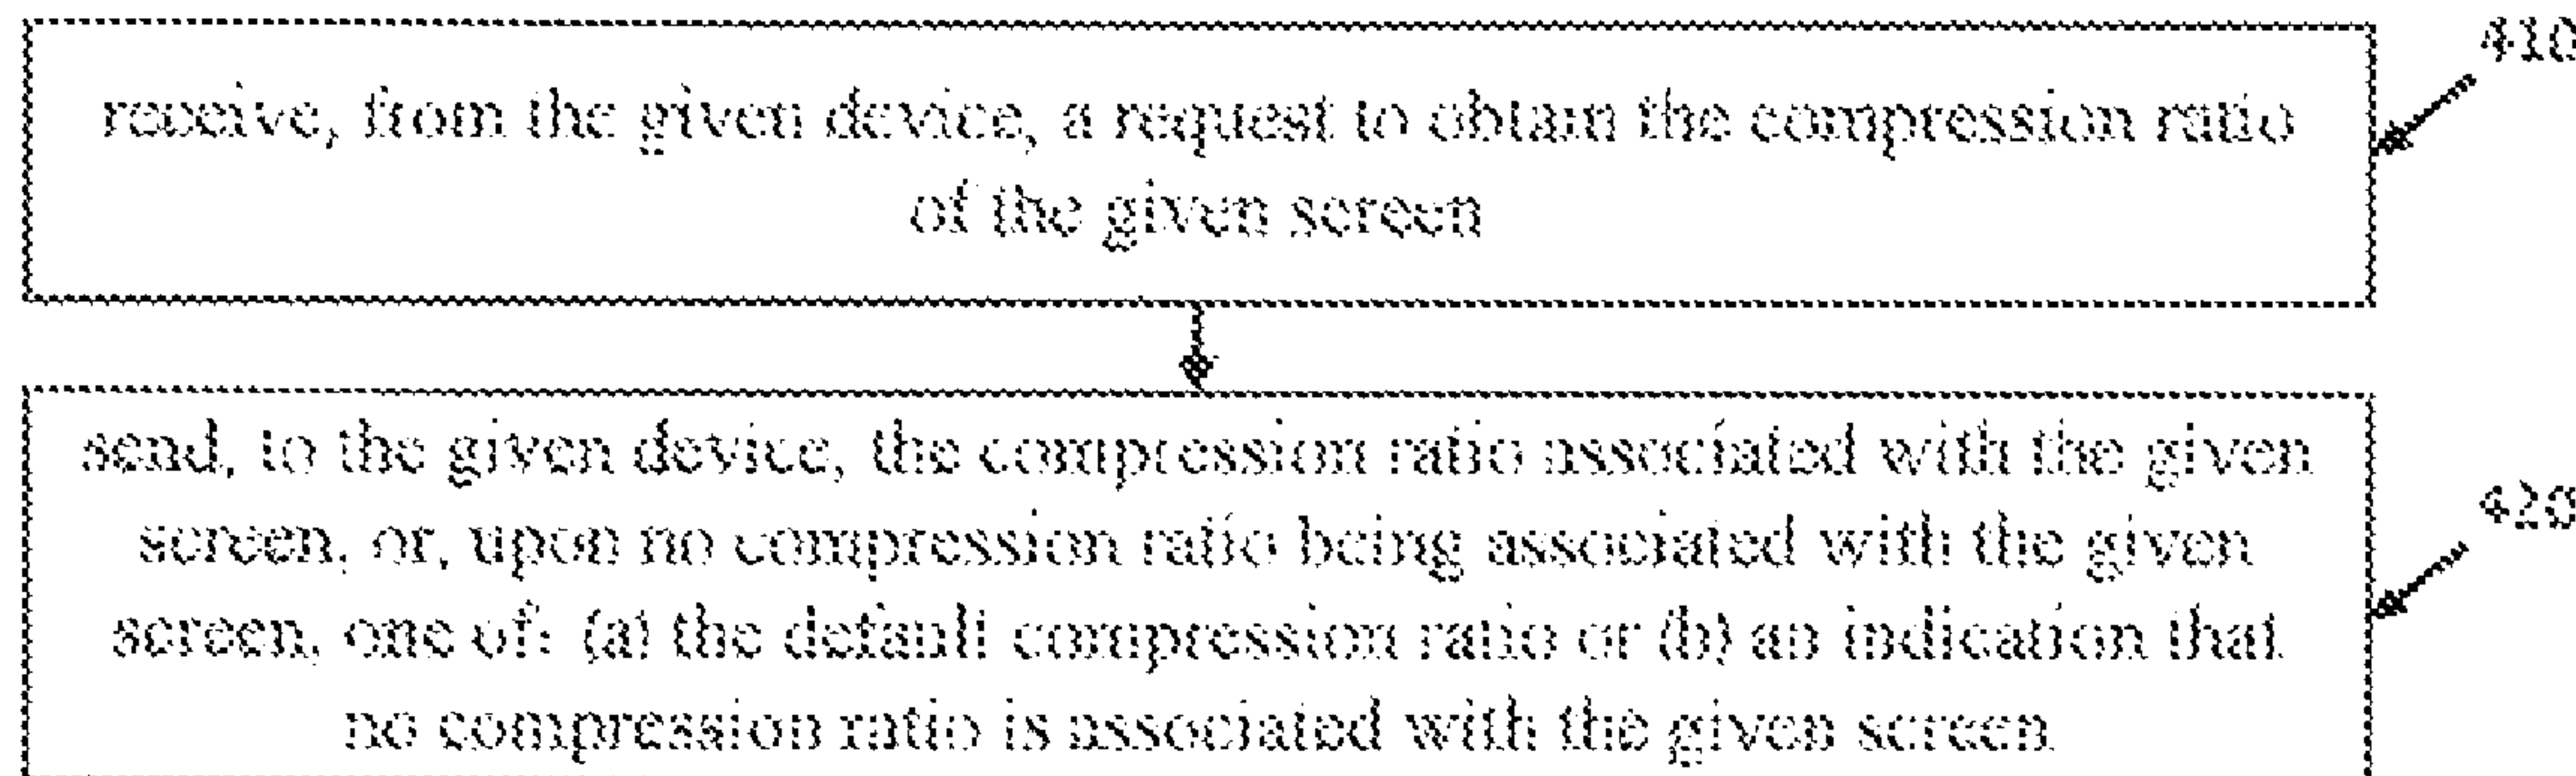 410
receive, from the given device, a request to obtain the compression ratio
of the given screen
send, to the given device, the compression ratio associated with the given
screen, or, upon no compression ratio being associated with the given
420
screen, one of: (a) the default compression ratio or (b) an indication that
no compression ratio is associated with the given screen